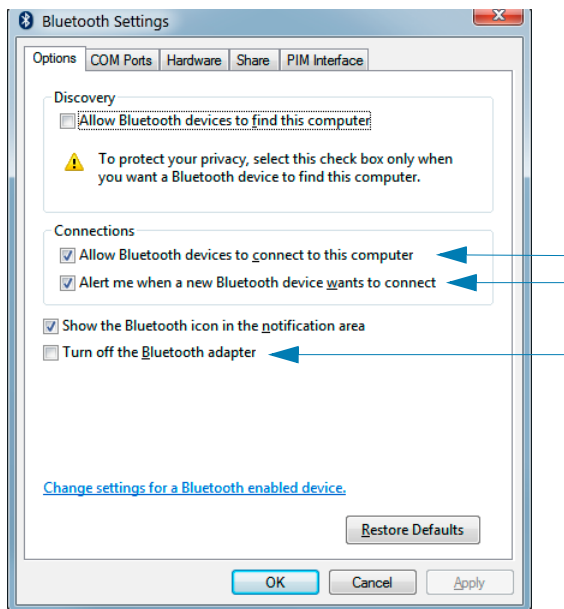 Bluetooth Settings
Options COM Ports Hardware Share PIM Interface
Discovery
Allow Bluetooth devices to find this computer
To protect your privacy, select this check box only when
you want a Bluetooth device to find this computer.
Connections
Allow Bluetooth devices to connect to this computer
Alert me when a new Bluetooth device wants to connect
Show the Bluetooth icon in the notification area
Turn off the Bluetooth adapter
Change settings for a Bluetooth enabled device.
Restore Defaults
OK Cancel Apply